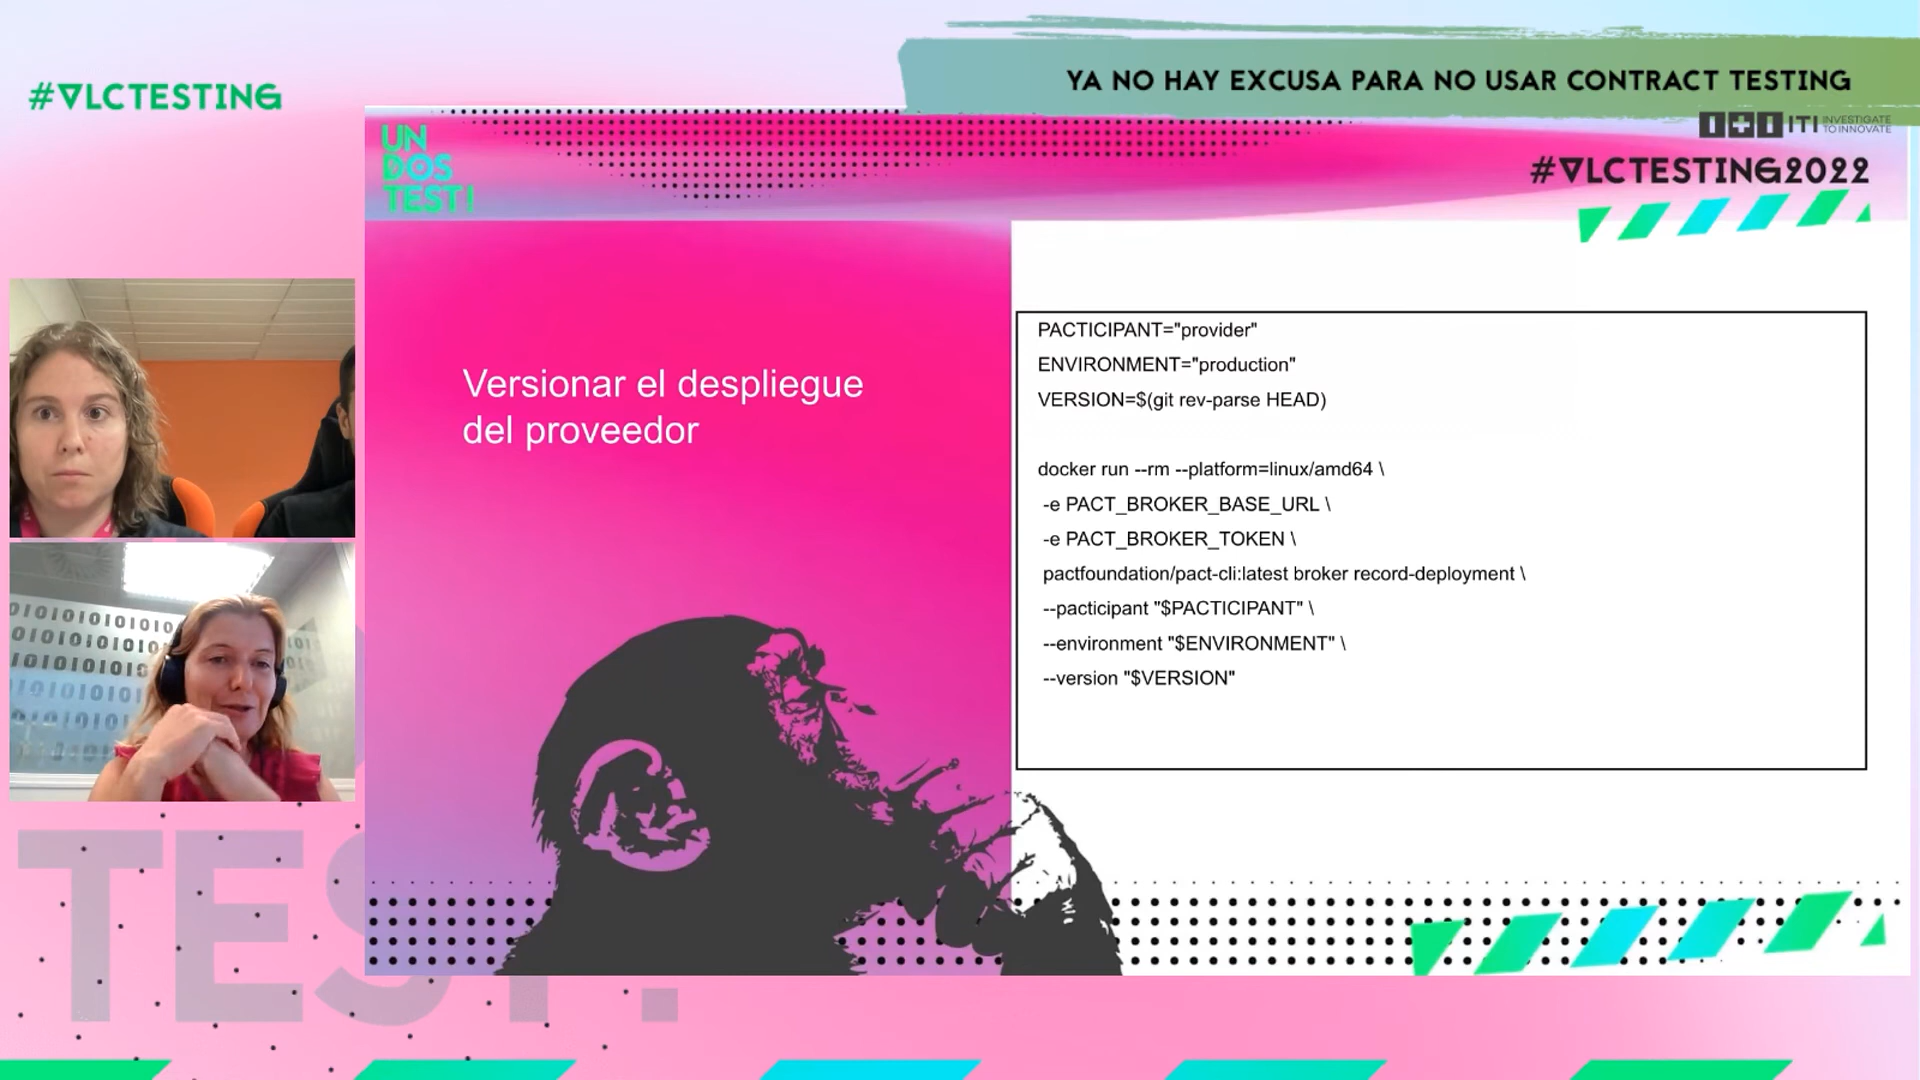 #VLCTESTING
YA NO HAY EXCUSA PARA NO USAR CONTRACT TESTING
ITI INVESTIGATE
TO INNOVATE
#VLCTESTING2022
UN
DOS
TEST!
Versionar el despliegue
del proveedor
PACTICIPANT="provider"
ENVIRONMENT="production"
VERSION=$(git rev-parse HEAD)
docker run --rm --platform=linux/amd64 \
-e PACT_BROKER_BASE_URL \
-e PACT_BROKER_TOKEN \
pactfoundation/pact-cli:latest broker record-deployment \
--pacticipant "$PACTICIPANT" \
--environment "$ENVIRONMENT" \
--version "$VERSION"